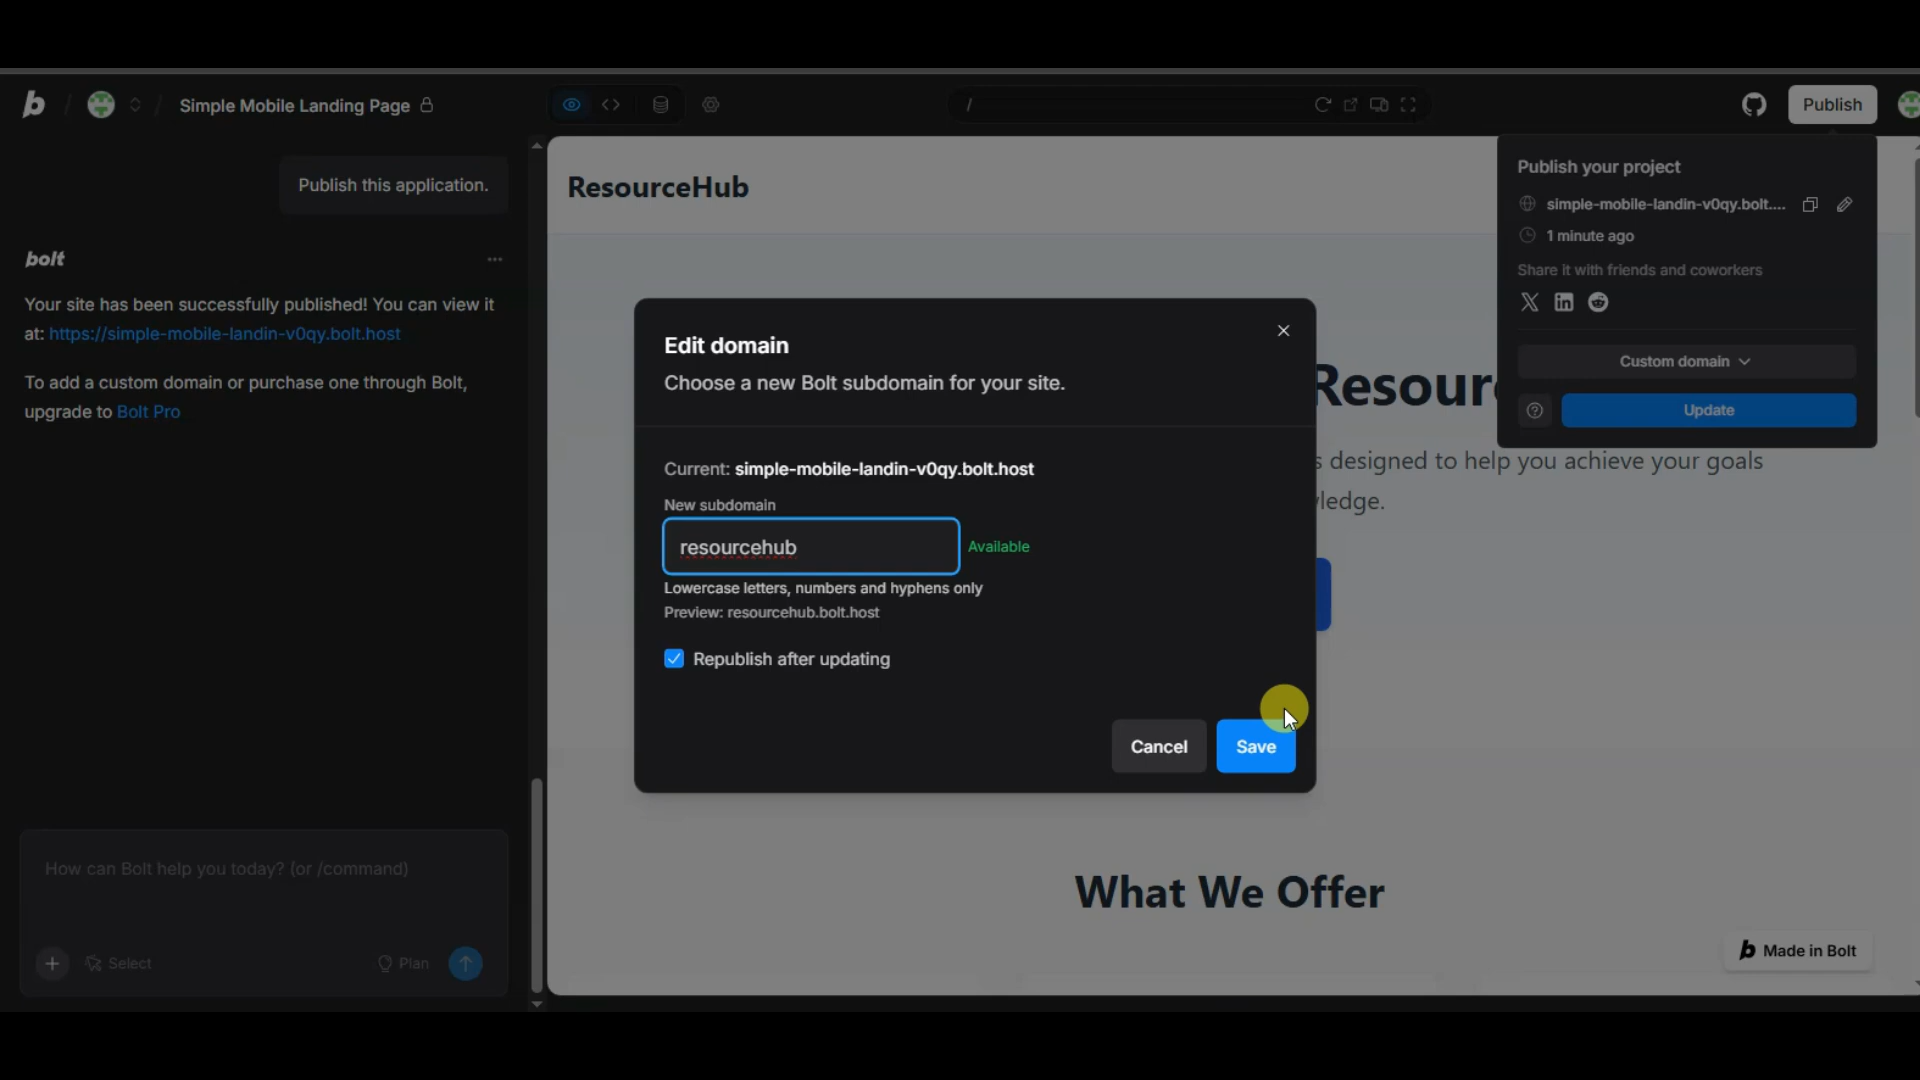 b / / Simple Mobile Landing Page
/
Publish
Publish this application.
bolt
Your site has been successfully published! You can view it
at: https://simple-mobile-landin-v0qy.bolt.host
To add a custom domain or purchase one through Bolt,
upgrade to Bolt Pro
How can Bolt help you today? (or /command)
Select
Plan
ResourceHub
Resour
s designed to help you achieve your goals
ledge.
What We Offer
b Made in Bolt
Publish your project
simple-mobile-landin-v0qy.bolt....
1 minute ago
Share it with friends and coworkers
Custom domain
Update
Edit domain
Choose a new Bolt subdomain for your site.
Current: simple-mobile-landin-v0qy.bolt.host
New subdomain
resourcehub
Available
Lowercase letters, numbers and hyphens only
Preview: resourcehub.bolt.host
Republish after updating
Cancel
Save